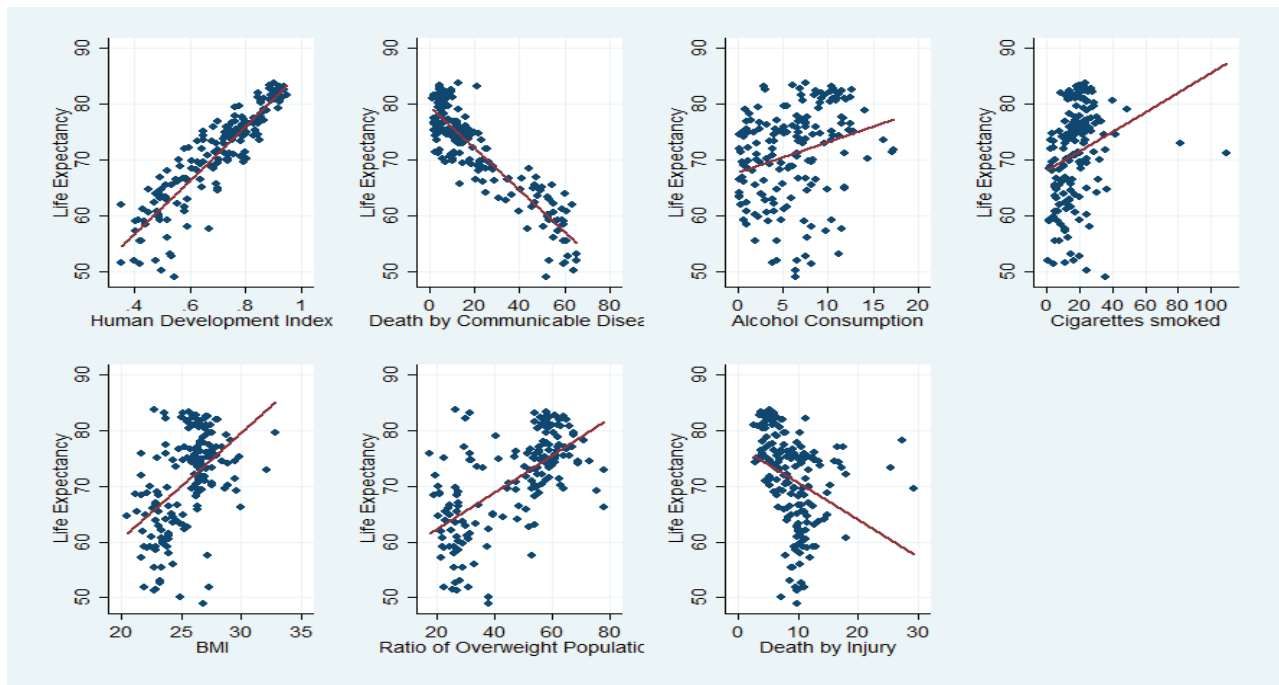 Life Expectancy
90
80
70
60
50
.4 .6 .8 1
Human Development Index
Life Expectancy
90
80
70
60
50
0 20 40 60 80
Death by Communicable Disea
Life Expectancy
90
80
70
60
50
0 5 10 15 20
Alcohol Consumption
Life Expectancy
90
80
70
60
50
0 20 40 60 80 100
Cigarettes smoked
Life Expectancy
90
80
70
60
50
20 25 30 35
BMI
Life Expectancy
90
80
70
60
50
20 40 60 80
Ratio of Overweight Populatic
Life Expectancy
90
80
70
60
50
0 10 20 30
Death by Injury